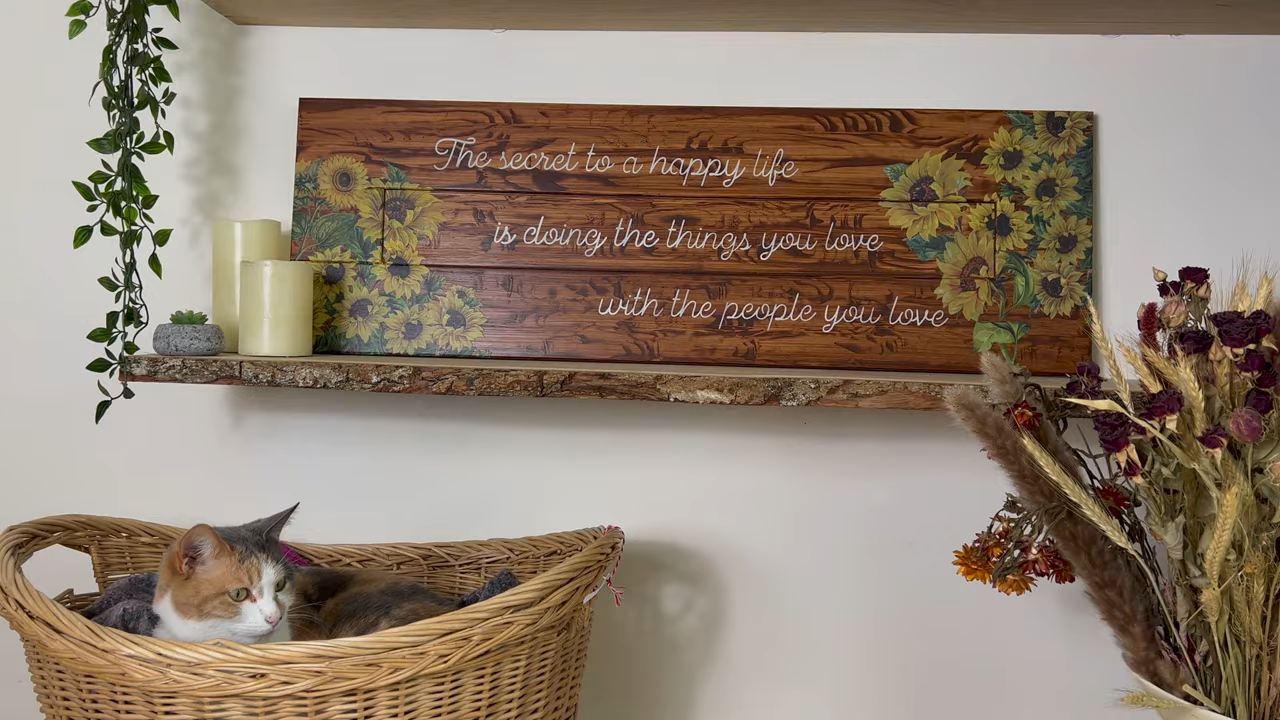 The secret to a happy life
is doing the things you love
with the people you love